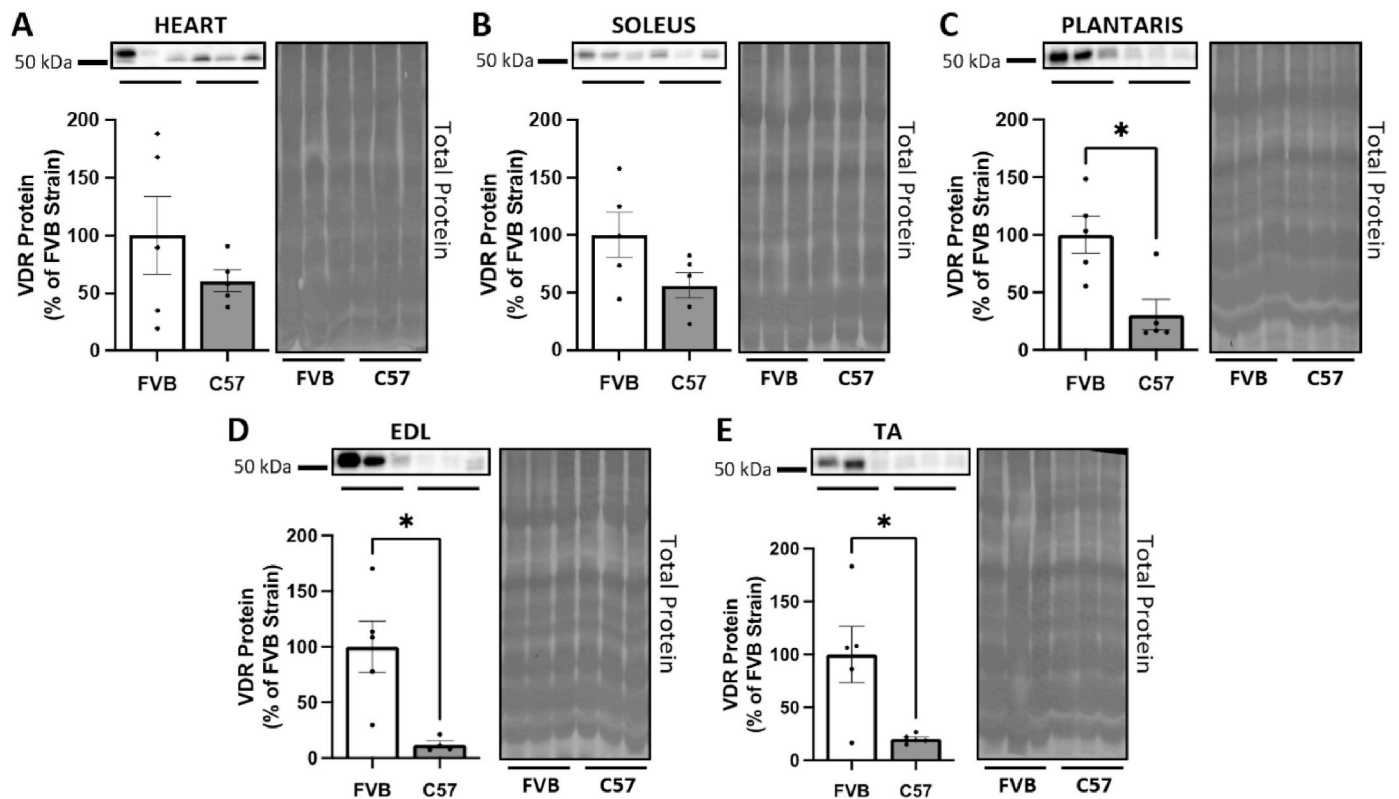 A
HEART
50 kDa
VDR Protein
(% of FVB Strain)
200
150
100
50
0
FVB
C57
FVB
C57
Total Protein
B
SOLEUS
50 kDa
VDR Protein
(% of FVB Strain)
200
150
100
50
0
FVB
C57
FVB
C57
Total Protein
C
PLANTARIS
50 kDa
VDR Protein
(% of FVB Strain)
200
150
100
50
0
*
FVB
C57
FVB
C57
Total Protein
D
EDL
50 kDa
VDR Protein
(% of FVB Strain)
200
150
100
50
0
*
FVB
C57
FVB
C57
Total Protein
E
TA
50 kDa
VDR Protein
(% of FVB Strain)
200
150
100
50
0
*
FVB
C57
FVB
C57
Total Protein